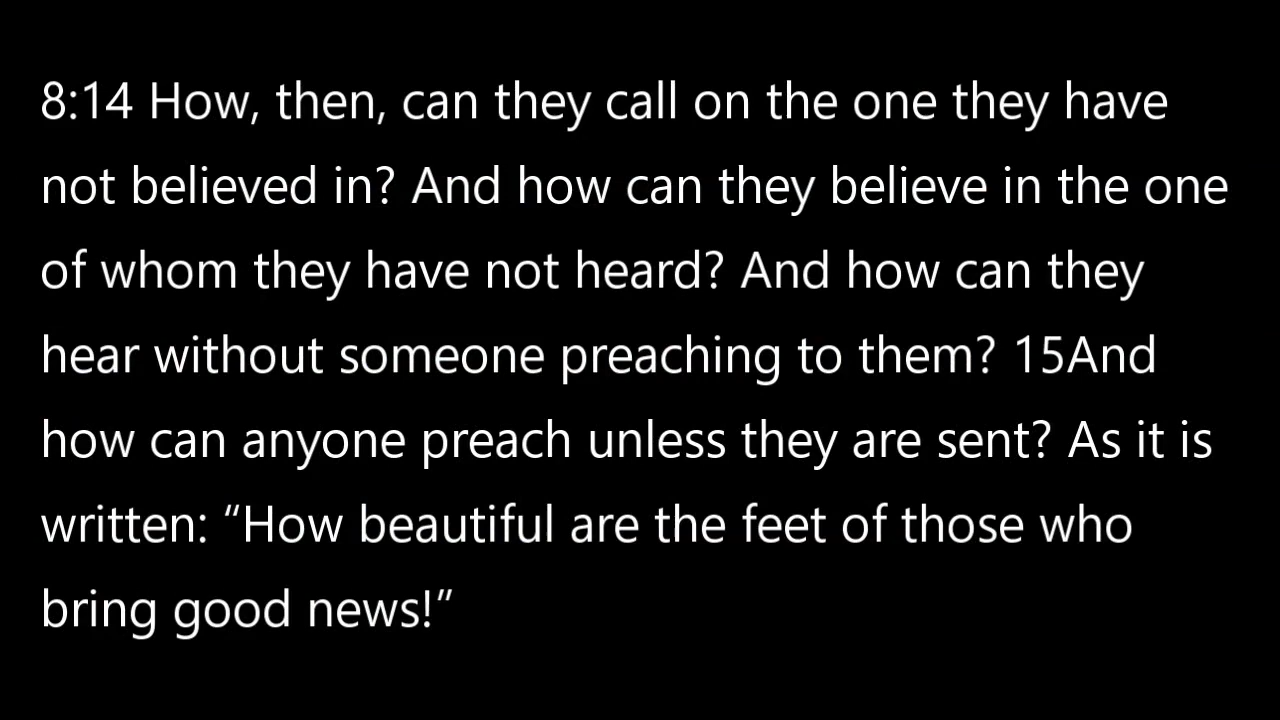 8:14 How, then, can they call on the one they have
not believed in? And how can they believe in the one
of whom they have not heard? And how can they
hear without someone preaching to them? 15And
how can anyone preach unless they are sent? As it is
written: “How beautiful are the feet of those who
bring good news!”